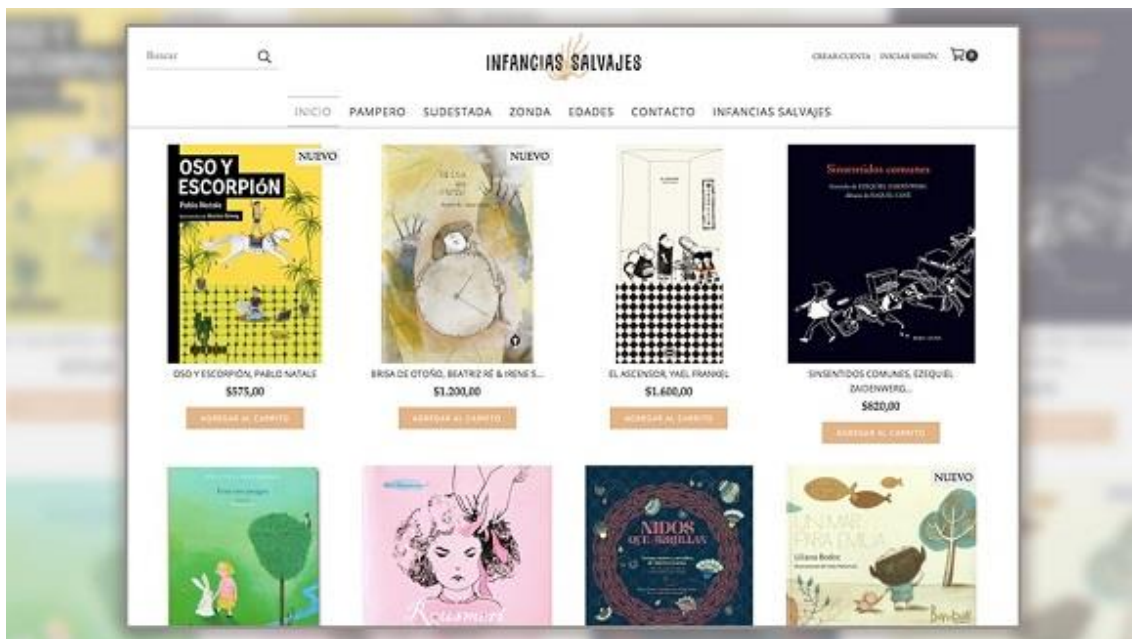 Buscar
INFANCIAS SALVAJES
CREAR CUENTA INICIAR SESIÓN 0
INICIO PAMPERO SUDESTADA ZONDA EDADES CONTACTO INFANCIAS SALVAJES
NUEVO
OSO Y
ESCORPIÓN
Pablo Natale
NUEVO
Sinsentidos comunes
OSO Y ESCORPIÓN, PABLO NATALE
$575,00
AGREGAR AL CARRITO
BRISA DE OTOÑO, BEATRIZ RÉ & IRENE S...
$1.200,00
AGREGAR AL CARRITO
EL ASCENSOR, YAEL FRANKEL
$1.600,00
AGREGAR AL CARRITO
SINSENTIDOS COMUNES, EZEQUIEL
ZAIDENWERG...
$820,00
AGREGAR AL CARRITO
NIDOS
QUE ARRULLAN
NUEVO
UN MAR
PARA EMILIA
Liliana Bodoc